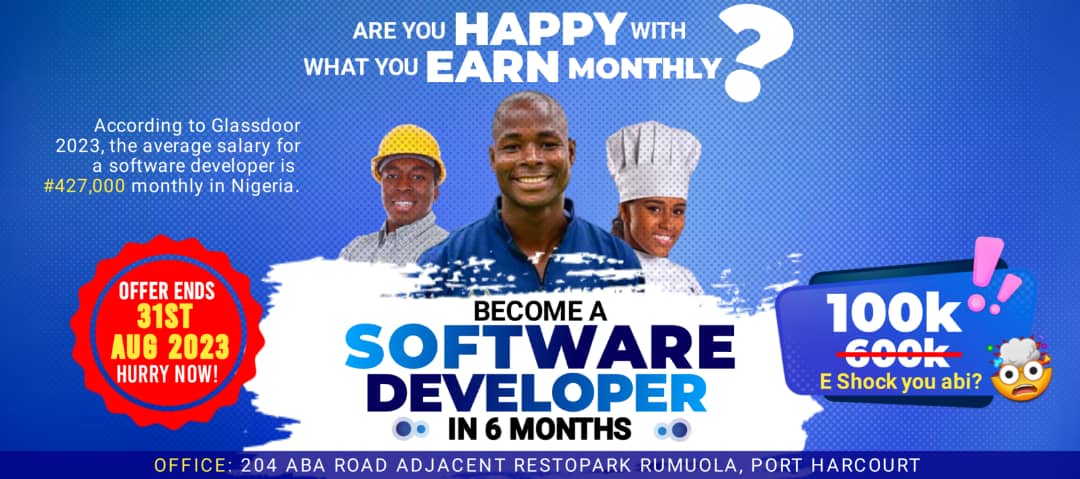 ARE YOU HAPPY WITH
WHAT YOU EARN MONTHLY?
According to Glassdoor
2023, the average salary for
a software developer is
#427,000 monthly in Nigeria.
OFFER ENDS
31ST
AUG 2023
HURRY NOW!
BECOME A
SOFTWARE
DEVELOPER
IN 6 MONTHS
100k
600k
E Shock you abi?
OFFICE: 204 ABA ROAD ADJACENT RESTOPARK RUMUOLA, PORT HARCOURT